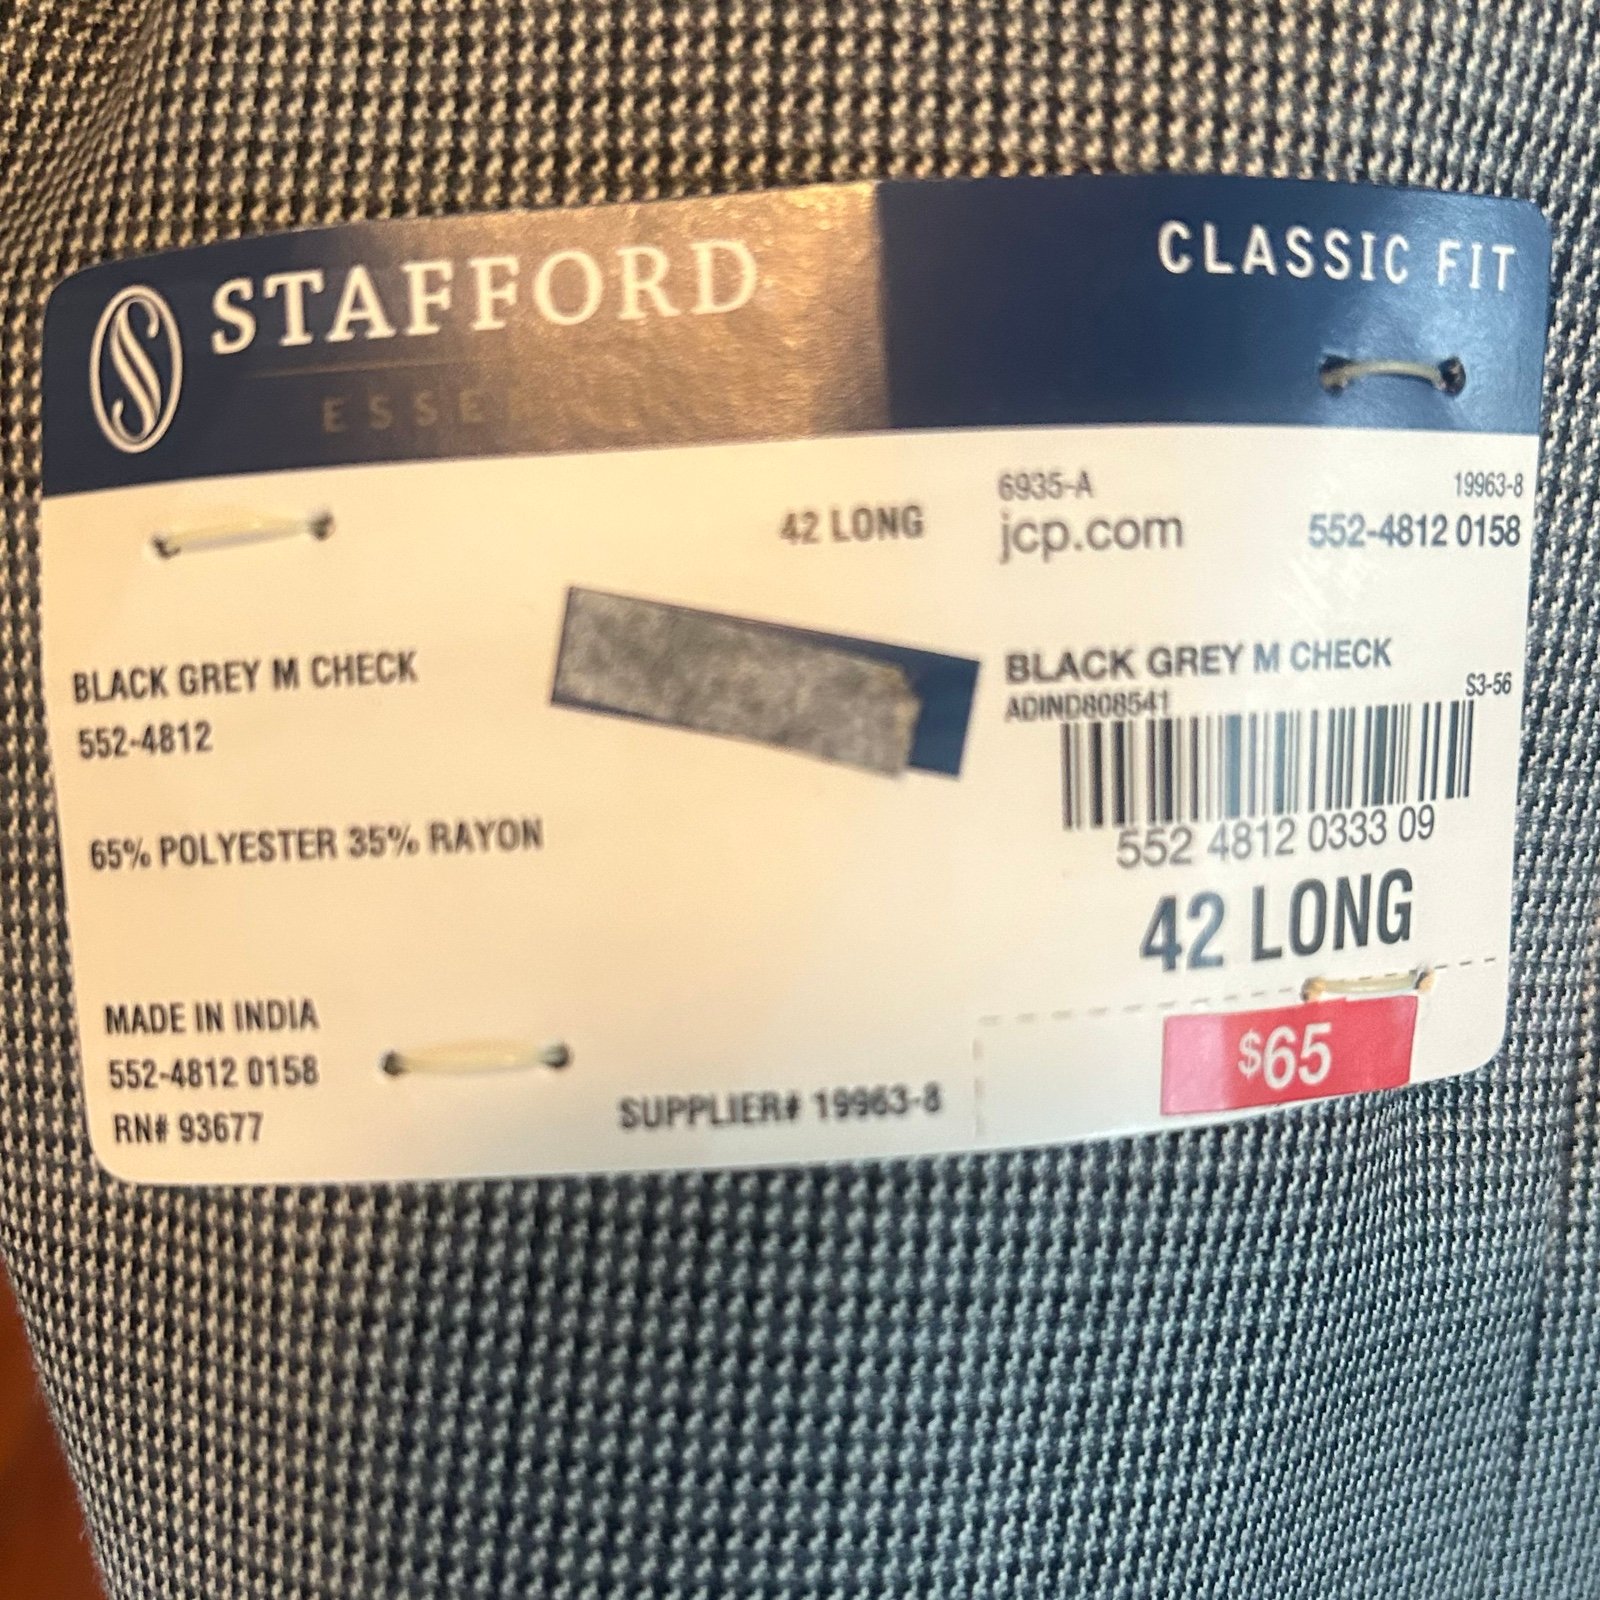 STAFFORD
CLASSIC FIT
42 LONG
6935-A
19963-8
jcp.com
552-4812 0158
BLACK GREY M CHECK
552-4812
65% POLYESTER 35% RAYON
MADE IN INDIA
552-4812 0158
RN# 93677
SUPPLIER# 19963-8
BLACK GREY M CHECK
ADIND808541
S3-56
552 4812 0333 09
42 LONG
$65